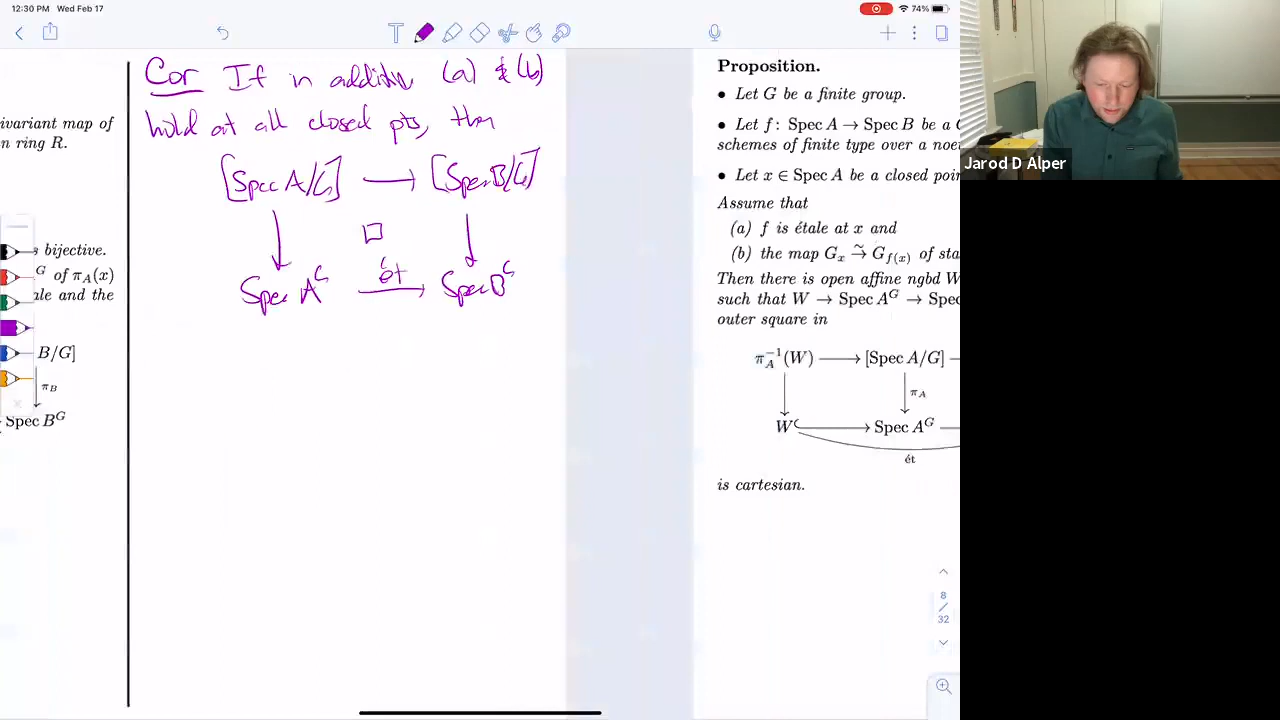 12:30 PM Wed Feb 17
74%
ivariant map of
n ring R.
s bijective.
G of π_A(x)
ale and the
B/G]
π_B
Spec B^G
Cor If in addition (a) & (b)
hold at all closed pts, then
[Spec A/G] → [Spec B/G]
□
Spec A^G ét→ Spec B^G
Proposition.
• Let G be a finite group.
• Let f: Spec A → Spec B be a G
schemes of finite type over a noe
• Let x ∈ Spec A be a closed poin
Assume that
(a) f is étale at x and
(b) the map G_x ∼→ G_{f(x)} of sta
Then there is open affine ngbd W
such that W → Spec A^G → Spec
outer square in
π_A^{-1}(W) → [Spec A/G]
π_A
W ↪ Spec A^G
ét
is cartesian.
8
/
32
Jarod D Alper